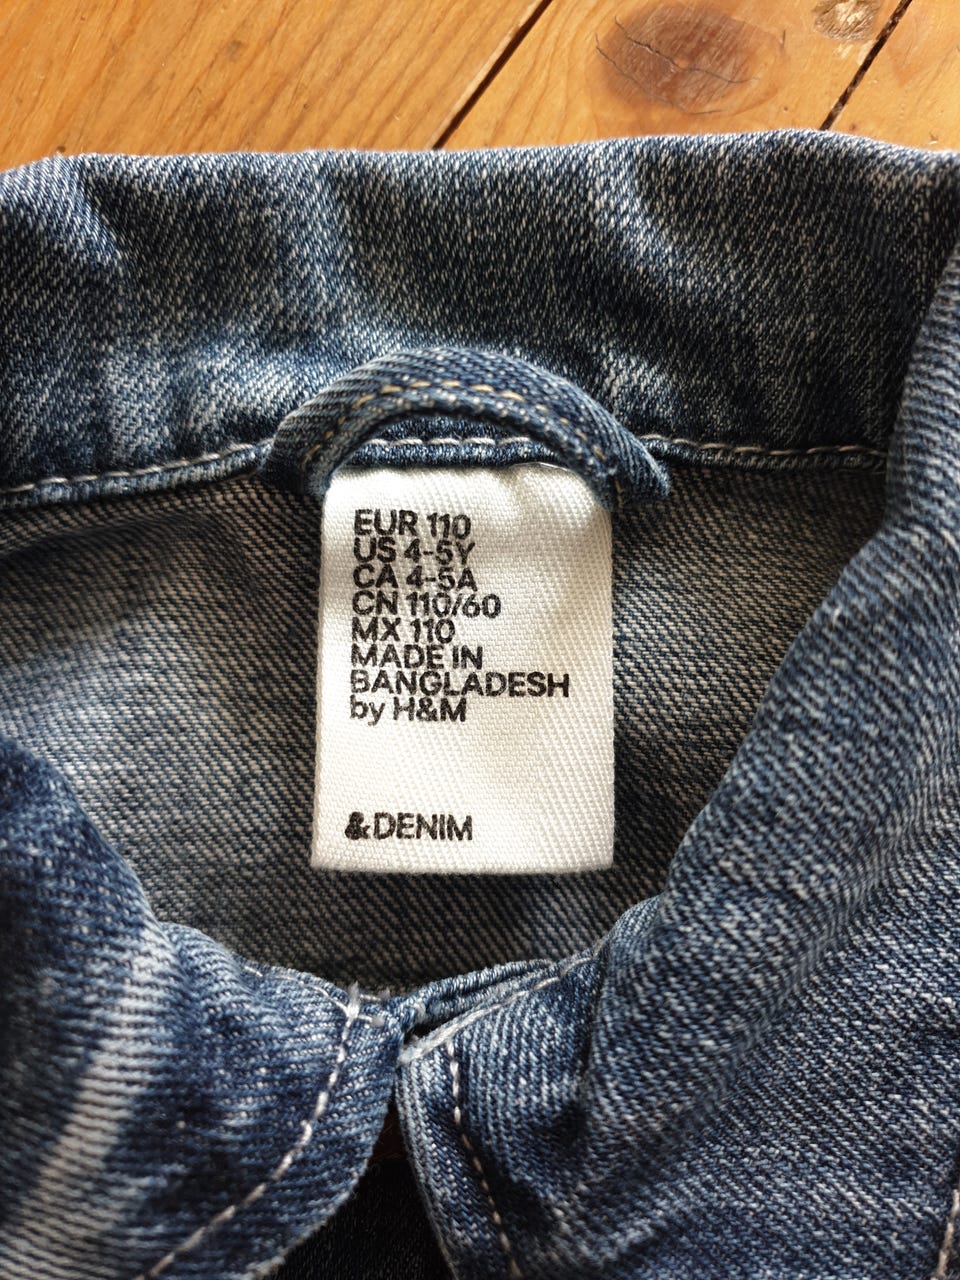 EUR 110
US 4-5Y
CA 4-5A
CN 110/60
MX 110
MADE IN
BANGLADESH
by H&M
&DENIM